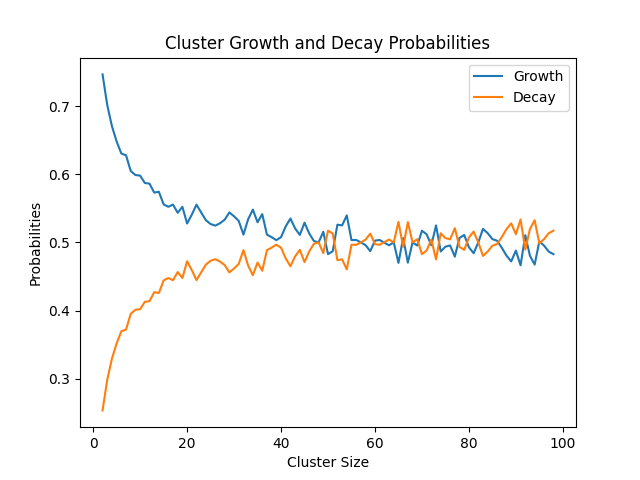 Cluster Growth and Decay Probabilities
Growth
Decay
Probabilities
0.7
0.6
0.5
0.4
0.3
0 20 40 60 80 100
Cluster Size